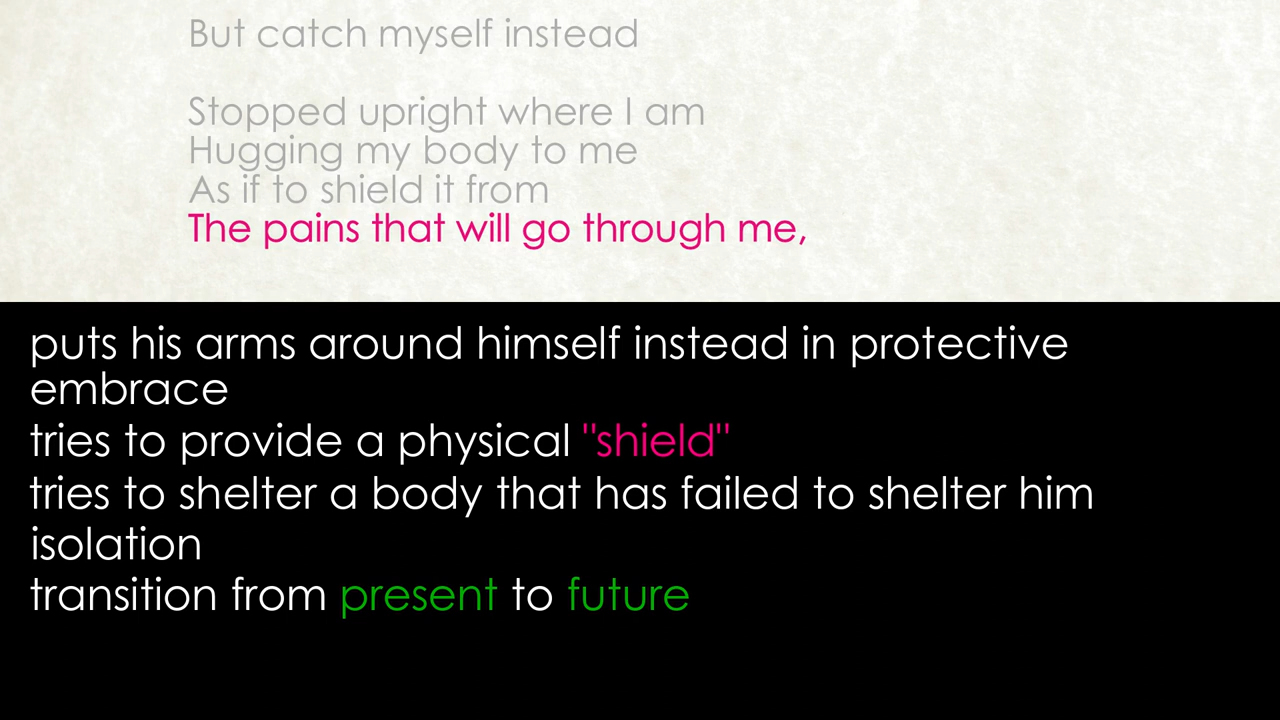 But catch myself instead
Stopped upright where I am
Hugging my body to me
As if to shield it from
The pains that will go through me,
puts his arms around himself instead in protective
embrace
tries to provide a physical "shield"
tries to shelter a body that has failed to shelter him
isolation
transition from present to future